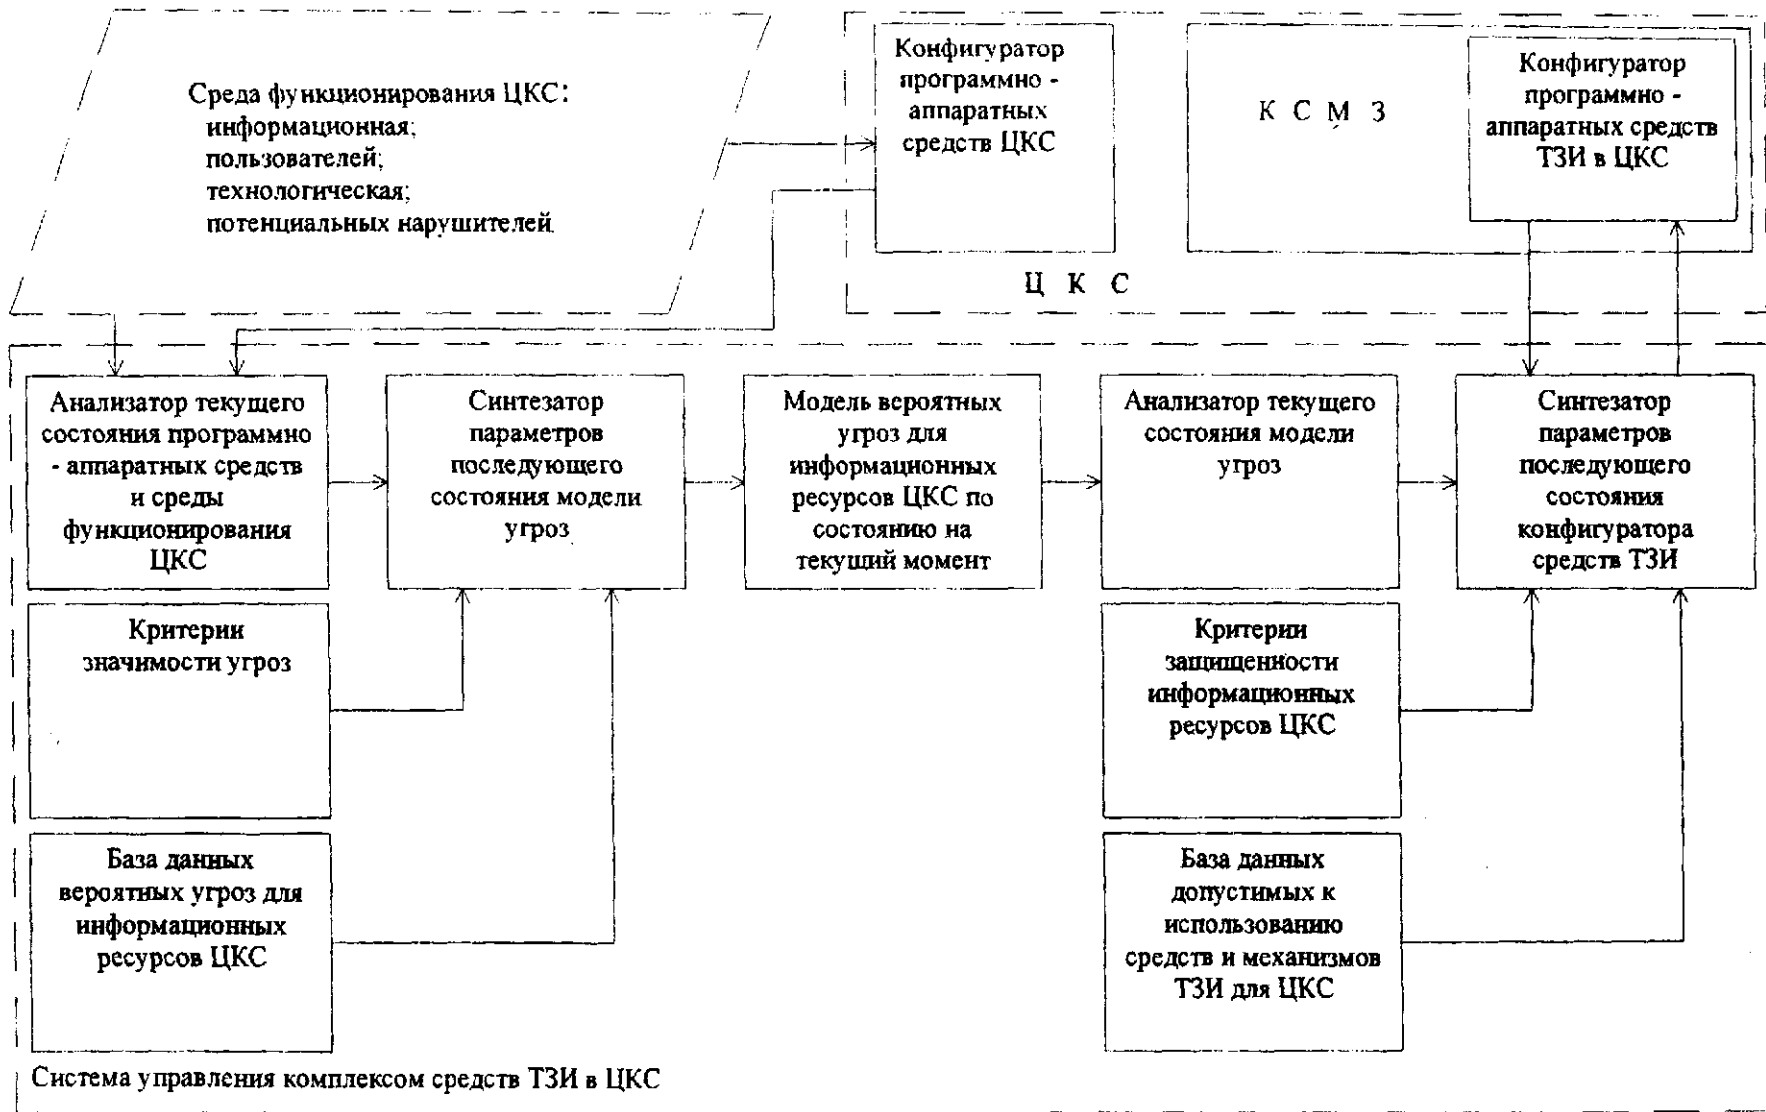 Среда функционирования ЦКС:
информационная;
пользователей;
технологическая;
потенциальных нарушителей.
Конфигуратор
программно -
аппаратных
средств ЦКС
К С М З
Конфигуратор
программно -
аппаратных средств
ТЗИ в ЦКС
Ц К С
Анализатор текущего
состояния программно
- аппаратных средств
и среды
функционирования
ЦКС
Синтезатор
параметров
последующего
состояния модели
угроз
Модель вероятных
угроз для
информационных
ресурсов ЦКС по
состоянию на
текущий момент
Анализатор текущего
состояния модели
угроз
Синтезатор
параметров
последующего
состояния
конфигуратора
средств ТЗИ
Критерии
значимости угроз
Критерии
защищенности
информационных
ресурсов ЦКС
База данных
вероятных угроз для
информационных
ресурсов ЦКС
База данных
допустимых к
использованию
средств и механизмов
ТЗИ для ЦКС
Система управления комплексом средств ТЗИ в ЦКС